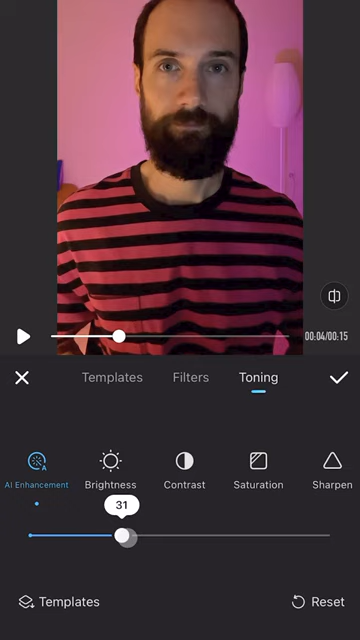 00:04/00:15
Templates Filters Toning
AI Enhancement Brightness Contrast Saturation Sharpen
31
Templates Reset